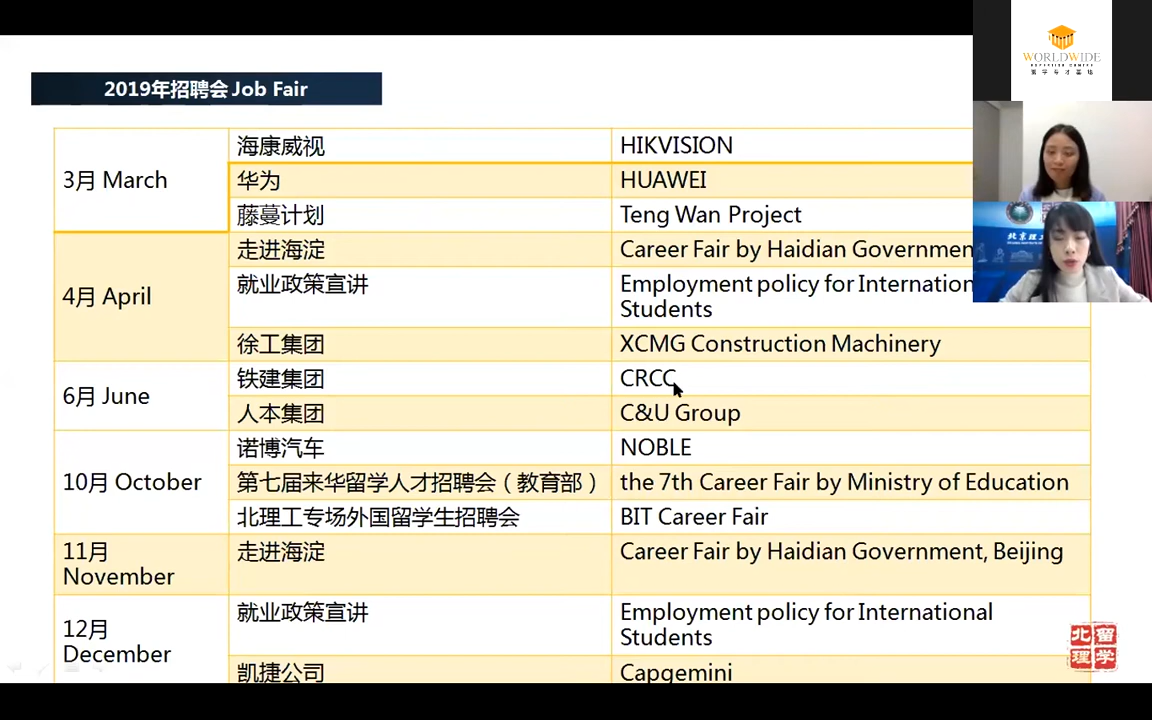 2019年招聘会 Job Fair
3月 March
海康威视 HIKVISION
华为 HUAWEI
藤蔓计划 Teng Wan Project
4月 April
走进海淀 Career Fair by Haidian Governmen
就业政策宣讲 Employment policy for Internation
Students
徐工集团 XCMG Construction Machinery
6月 June
铁建集团 CRCC
人本集团 C&U Group
10月 October
诺博汽车 NOBLE
第七届来华留学人才招聘会（教育部） the 7th Career Fair by Ministry of Education
北理工专场外国留学生招聘会 BIT Career Fair
11月
November
走进海淀 Career Fair by Haidian Government, Beijing
12月
December
就业政策宣讲 Employment policy for International
Students
凯捷公司 Capgemini
WORLDWIDE
北京理工
北留
理学